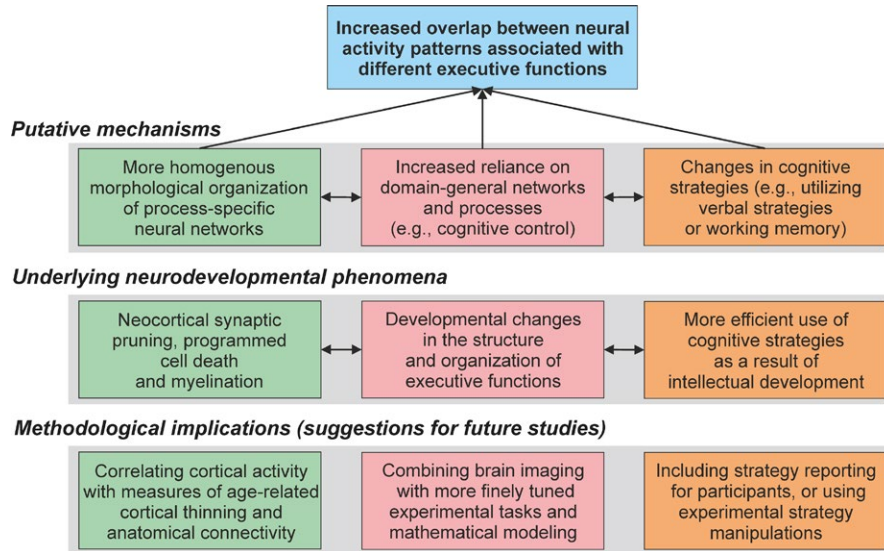 Increased overlap between neural
activity patterns associated with
different executive functions
Putative mechanisms
More homogenous
morphological organization
of process-specific
neural networks
Increased reliance on
domain-general networks
and processes
(e.g., cognitive control)
Changes in cognitive
strategies (e.g., utilizing
verbal strategies
or working memory)
Underlying neurodevelopmental phenomena
Neocortical synaptic
pruning, programmed
cell death
and myelination
Developmental changes
in the structure
and organization of
executive functions
More efficient use of
cognitive strategies
as a result of
intellectual development
Methodological implications (suggestions for future studies)
Correlating cortical activity
with measures of age-related
cortical thinning and
anatomical connectivity
Combining brain imaging
with more finely tuned
experimental tasks and
mathematical modeling
Including strategy reporting
for participants, or using
experimental strategy
manipulations